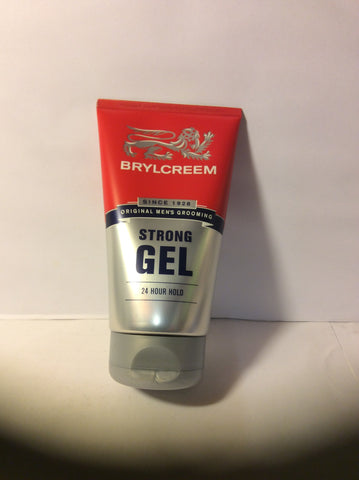 BRYLCREEM
SINCE 1928
ORIGINAL MEN'S GROOMING
STRONG
GEL
24 HOUR HOLD